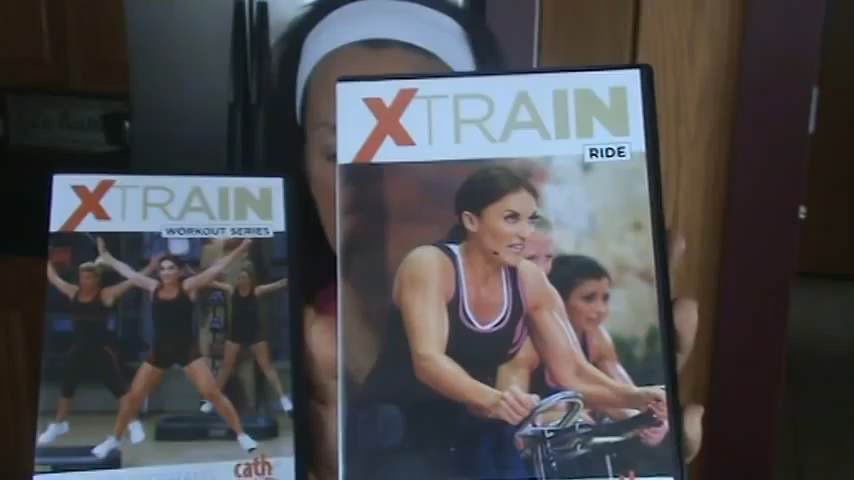 XTRAIN
WORKOUT SERIES
cath
XTRAIN
RIDE